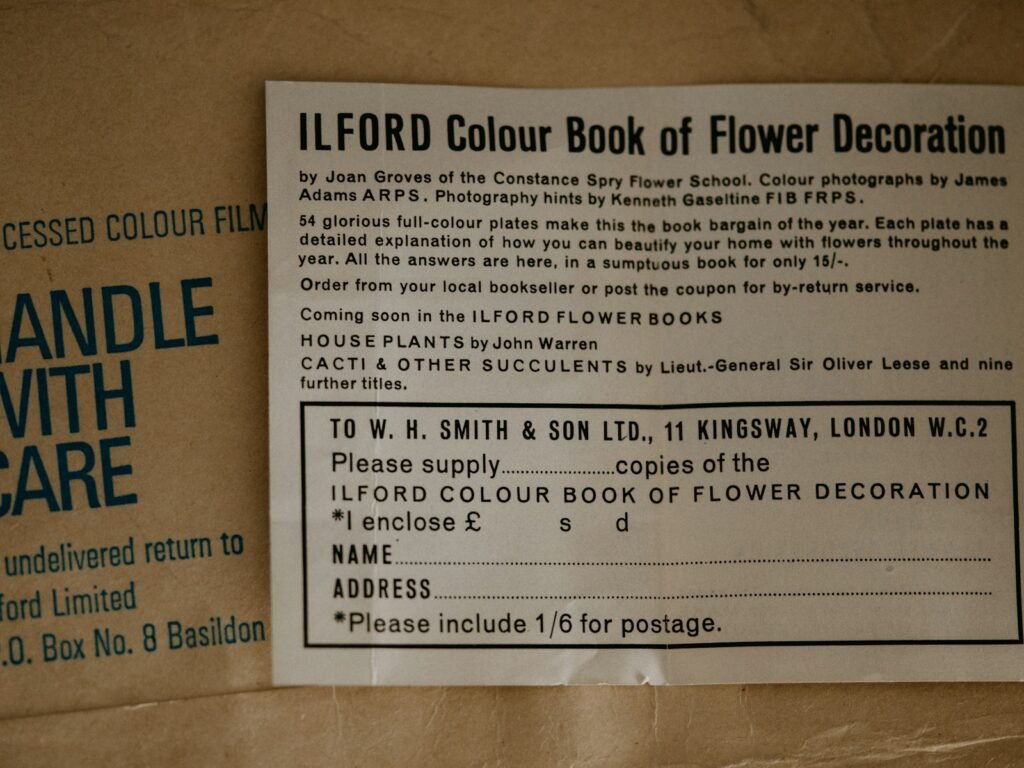 CESSED COLOUR FILM
ANDLE
WITH
CARE
undelivered return to
ford Limited
.O. Box No. 8 Basildon
ILFORD Colour Book of Flower Decoration
by Joan Groves of the Constance Spry Flower School. Colour photographs by James
Adams ARPS. Photography hints by Kenneth Gaseltine FIB FRPS.
54 glorious full-colour plates make this the book bargain of the year. Each plate has a
detailed explanation of how you can beautify your home with flowers throughout the
year. All the answers are here, in a sumptuous book for only 15/-.
Order from your local bookseller or post the coupon for by-return service.
Coming soon in the ILFORD FLOWER BOOKS
HOUSE PLANTS by John Warren
CACTI & OTHER SUCCULENTS by Lieut.-General Sir Oliver Leese and nine
further titles.
TO W. H. SMITH & SON LTD., 11 KINGSWAY, LONDON W.C.2
Please supply......................copies of the
ILFORD COLOUR BOOK OF FLOWER DECORATION
*I enclose £ s d
NAME
ADDRESS
*Please include 1/6 for postage.